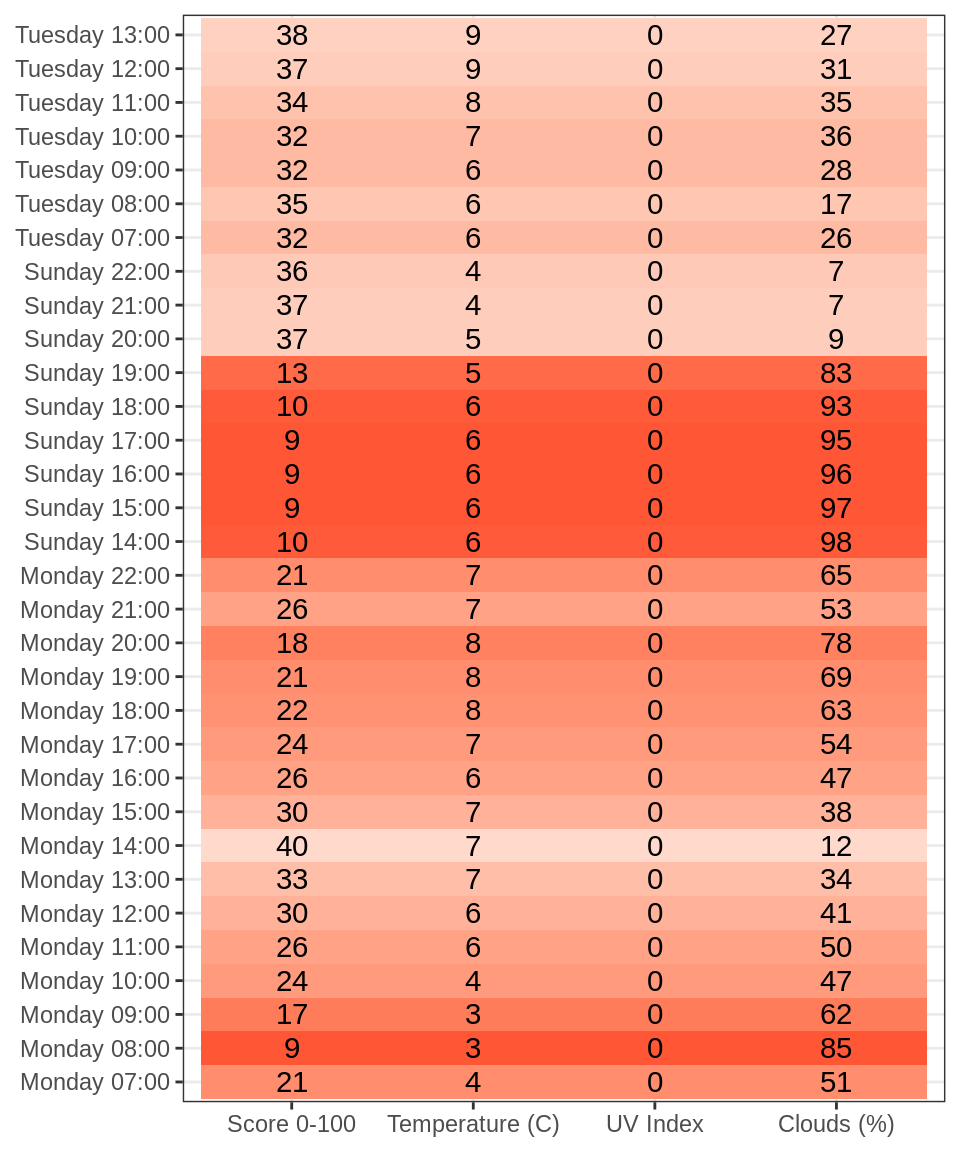 Tuesday 13:00 38 9 0 27
Tuesday 12:00 37 9 0 31
Tuesday 11:00 34 8 0 35
Tuesday 10:00 32 7 0 36
Tuesday 09:00 32 6 0 28
Tuesday 08:00 35 6 0 17
Tuesday 07:00 32 6 0 26
Sunday 22:00 36 4 0 7
Sunday 21:00 37 4 0 7
Sunday 20:00 37 5 0 9
Sunday 19:00 13 5 0 83
Sunday 18:00 10 6 0 93
Sunday 17:00 9 6 0 95
Sunday 16:00 9 6 0 96
Sunday 15:00 9 6 0 97
Sunday 14:00 10 6 0 98
Monday 22:00 21 7 0 65
Monday 21:00 26 7 0 53
Monday 20:00 18 8 0 78
Monday 19:00 21 8 0 69
Monday 18:00 22 8 0 63
Monday 17:00 24 7 0 54
Monday 16:00 26 6 0 47
Monday 15:00 30 7 0 38
Monday 14:00 40 7 0 12
Monday 13:00 33 7 0 34
Monday 12:00 30 6 0 41
Monday 11:00 26 6 0 50
Monday 10:00 24 4 0 47
Monday 09:00 17 3 0 62
Monday 08:00 9 3 0 85
Monday 07:00 21 4 0 51
Score 0-100 Temperature (C) UV Index Clouds (%)